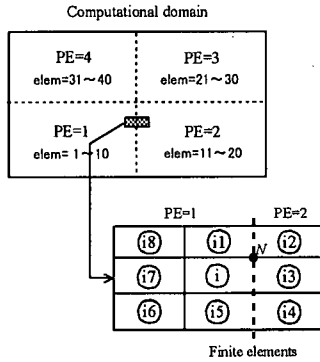 Computational domain
PE=4 PE=3
elem=31～40 elem=21～30
PE=1 PE=2
elem= 1～10 elem=11～20
PE=1 PE=2
i8 i1 i2
N
i7 i i3
i6 i5 i4
Finite elements